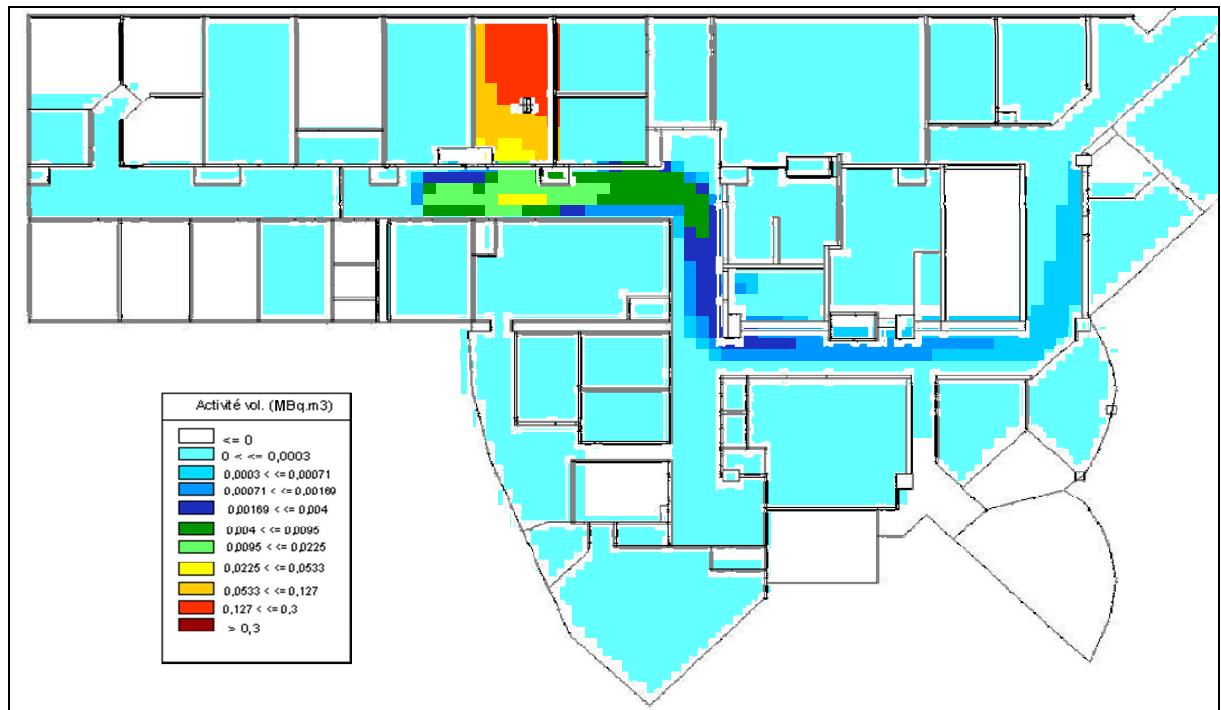 Activité vol. (MBq.m3)
<= 0
0 < <= 0,0003
0,0003 < <= 0,00071
0,00071 < <= 0,00169
0,00169 < <= 0,004
0,004 < <= 0,0095
0,0095 < <= 0,0225
0,0225 < <= 0,0533
0,0533 < <= 0,127
0,127 < <= 0,3
> 0,3